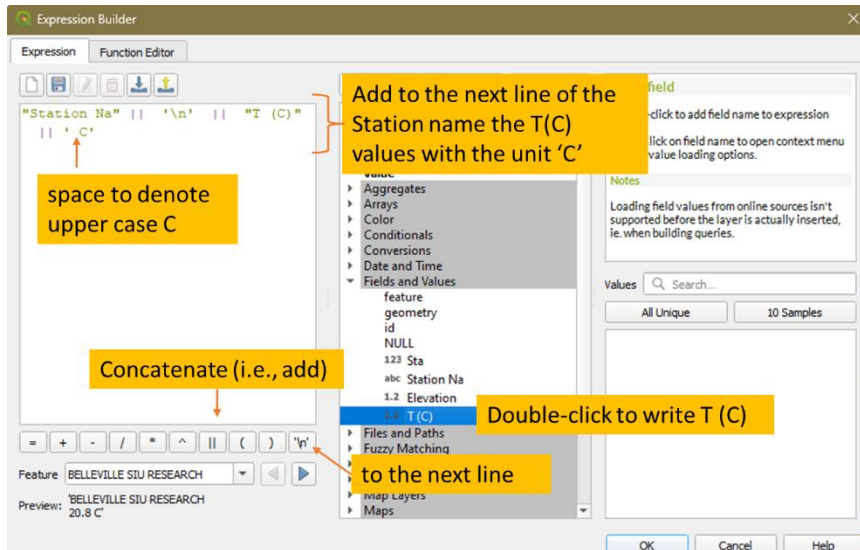 Expression Builder
Expression
Function Editor
"Station Na" || '\n' || "T (C)"
|| ' C'
space to denote
upper case C
Concatenate (i.e., add)
= + - / * ^ || ( ) '\n'
Feature BELLEVILLE SIU RESEARCH
Preview: 'BELLEVILLE SIU RESEARCH
20.8 C'
Add to the next line of the
Station name the T(C)
values with the unit ‘C’
Aggregates
Arrays
Color
Conditionals
Conversions
Date and Time
Fields and Values
feature
geometry
id
NULL
123 Sta
abc Station Na
1.2 Elevation
1.2 T (C)
Double-click to write T (C)
Files and Paths
Fuzzy Matching
to the next line
Map Layers
Maps
field
-click to add field name to expression
lick on field name to open context menu
value loading options.
Notes
Loading field values from online sources isn't
supported before the layer is actually inserted,
ie. when building queries.
Values Search...
All Unique
10 Samples
OK
Cancel
Help